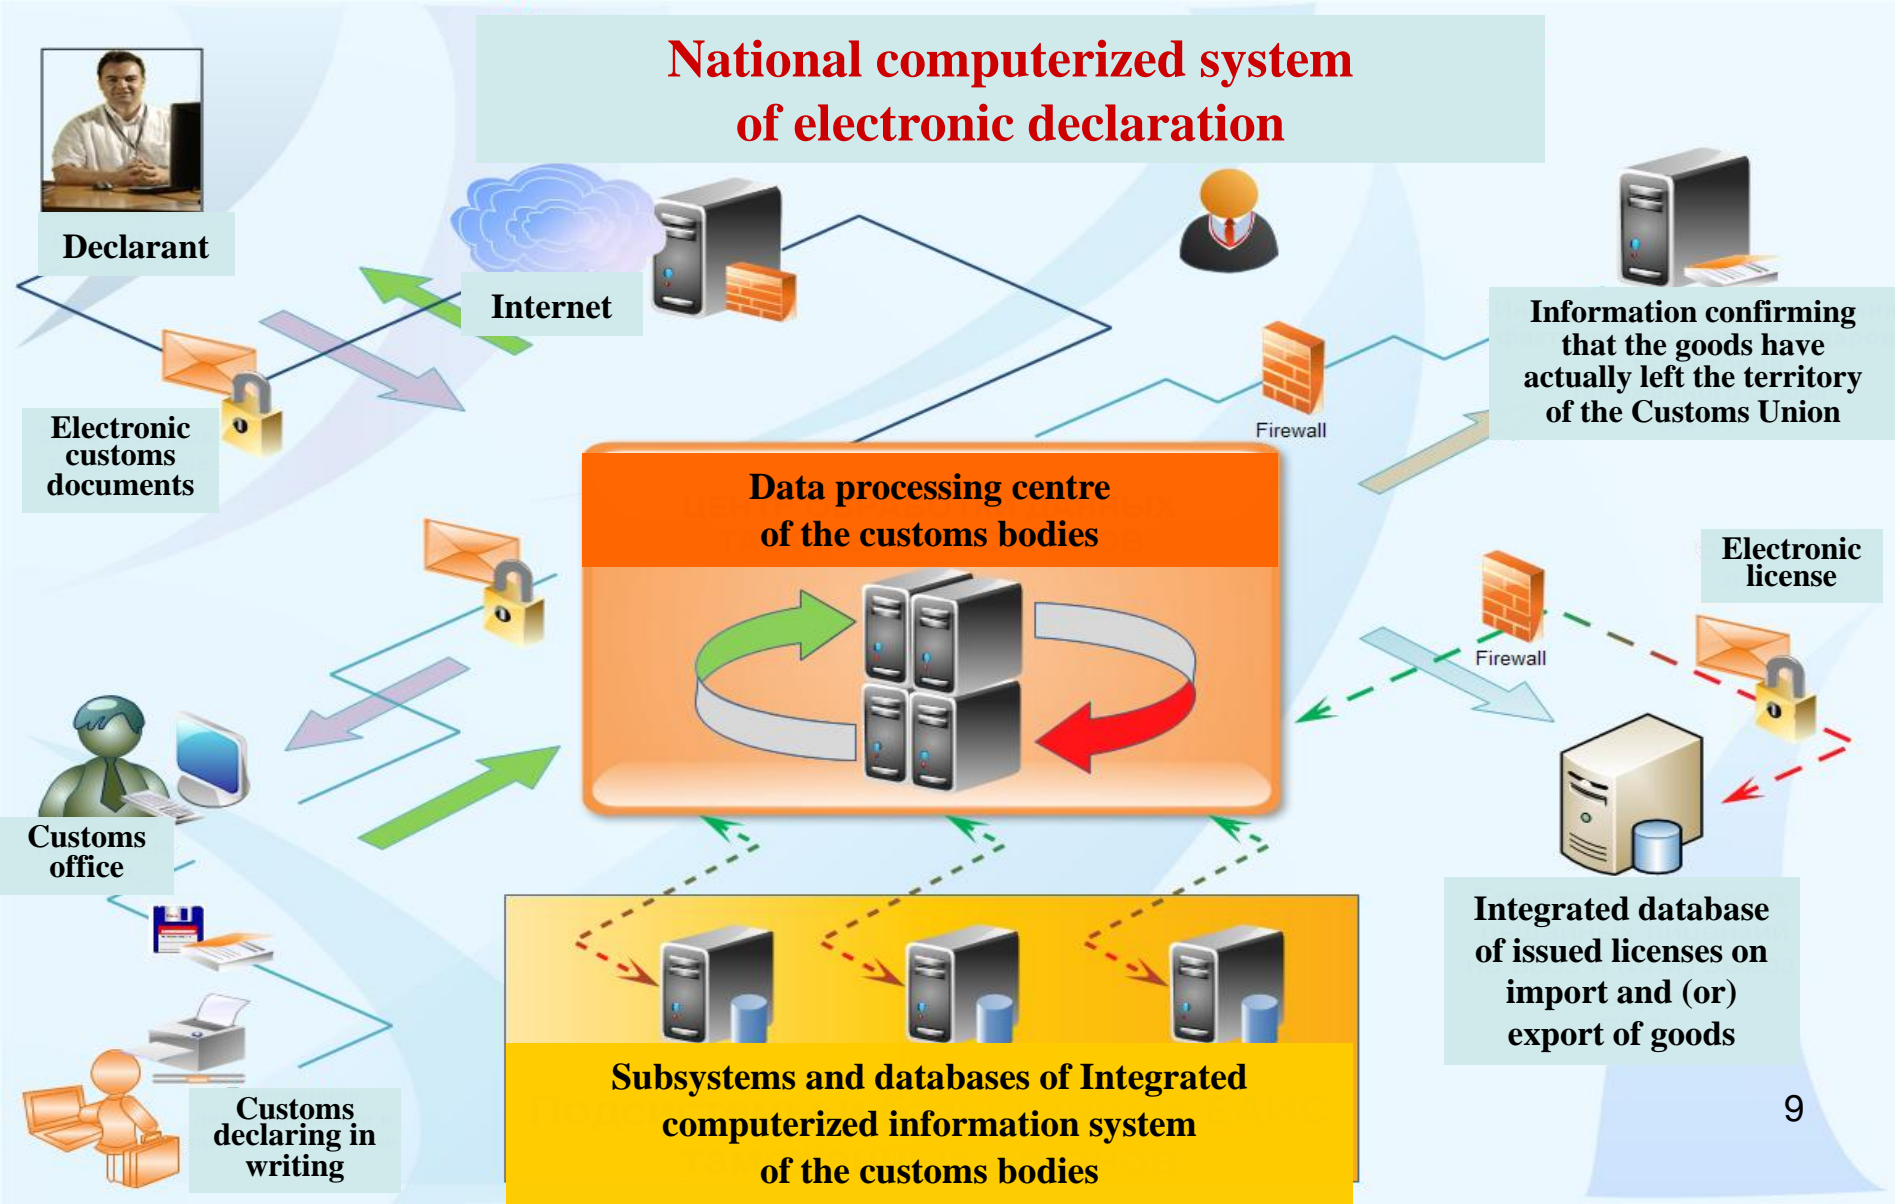 National computerized system
of electronic declaration
Declarant
Internet
Information confirming
that the goods have
actually left the territory
of the Customs Union
Firewall
Electronic
customs
documents
Data processing centre
of the customs bodies
Electronic
license
Firewall
Customs
office
Integrated database
of issued licenses on
import and (or)
export of goods
Subsystems and databases of Integrated
computerized information system
of the customs bodies
Customs
declaring in
writing
9